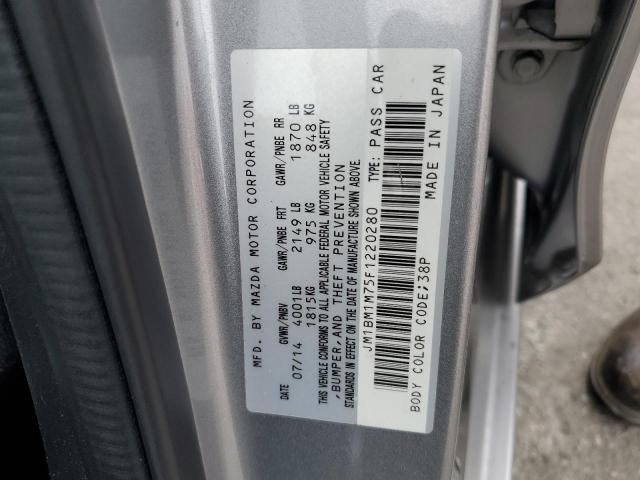 MFD. BY MAZDA MOTOR CORPORATION
DATE GVWR/PNBV GAWR/PNBE FRT GAWR/PNBE RR
07/14 4001LB 2149 LB 1870 LB
1815KG 975 KG 848 KG
THIS VEHICLE CONFORMS TO ALL APPLICABLE FEDERAL MOTOR VEHICLE SAFETY
,BUMPER,AND THEFT PREVENTION
STANDARDS IN EFFECT ON THE DATE OF MANUFACTURE SHOWN ABOVE.
JM1BM1M75F1220280 TYPE: PASS CAR
BODY COLOR CODE;38P MADE IN JAPAN